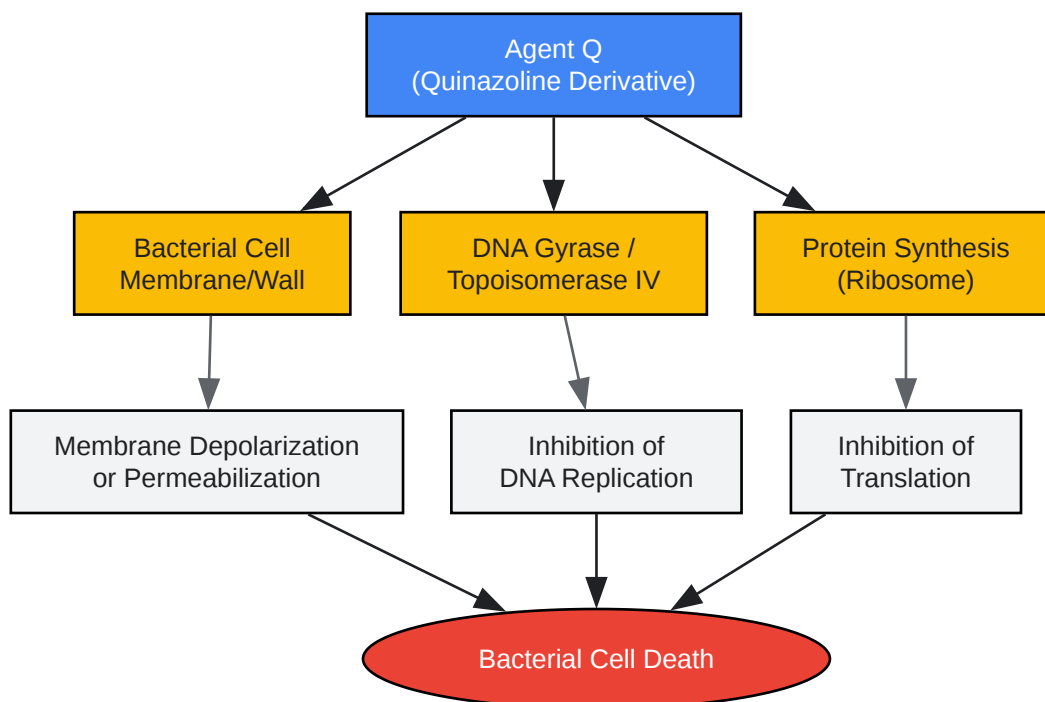 Agent Q
(Quinazoline Derivative)
Bacterial Cell
Membrane/Wall
DNA Gyrase /
Topoisomerase IV
Protein Synthesis
(Ribosome)
Membrane Depolarization
or Permeabilization
Inhibition of
DNA Replication
Inhibition of
Translation
Bacterial Cell Death